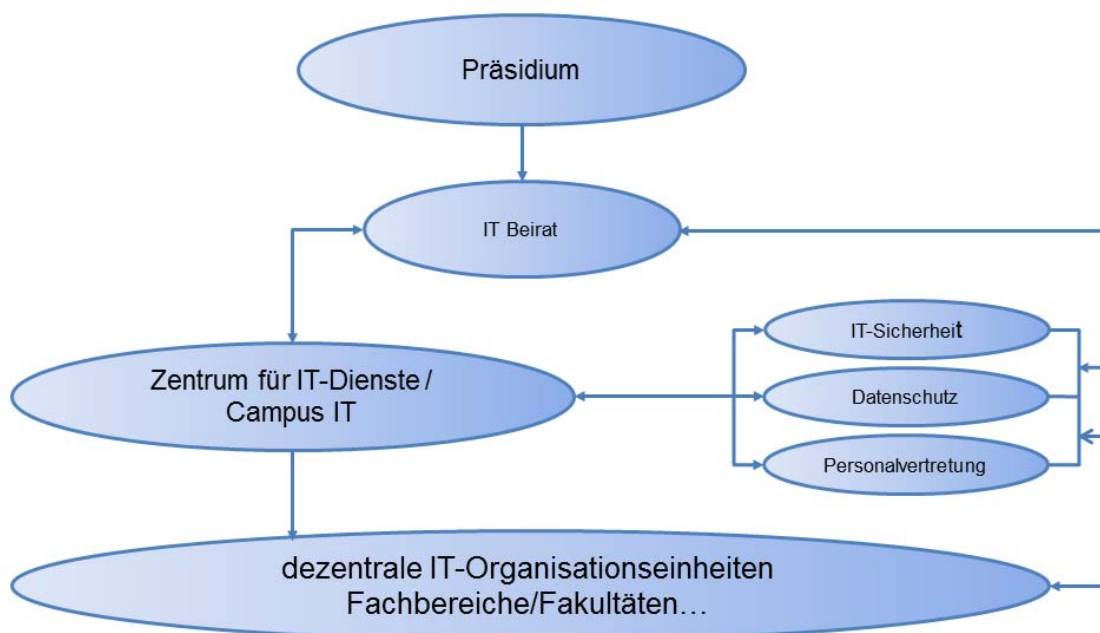 Präsidium
IT Beirat
IT-Sicherheit
Zentrum für IT-Dienste /
Campus IT
Datenschutz
Personalvertretung
dezentrale IT-Organisationseinheiten
Fachbereiche/Fakultäten…